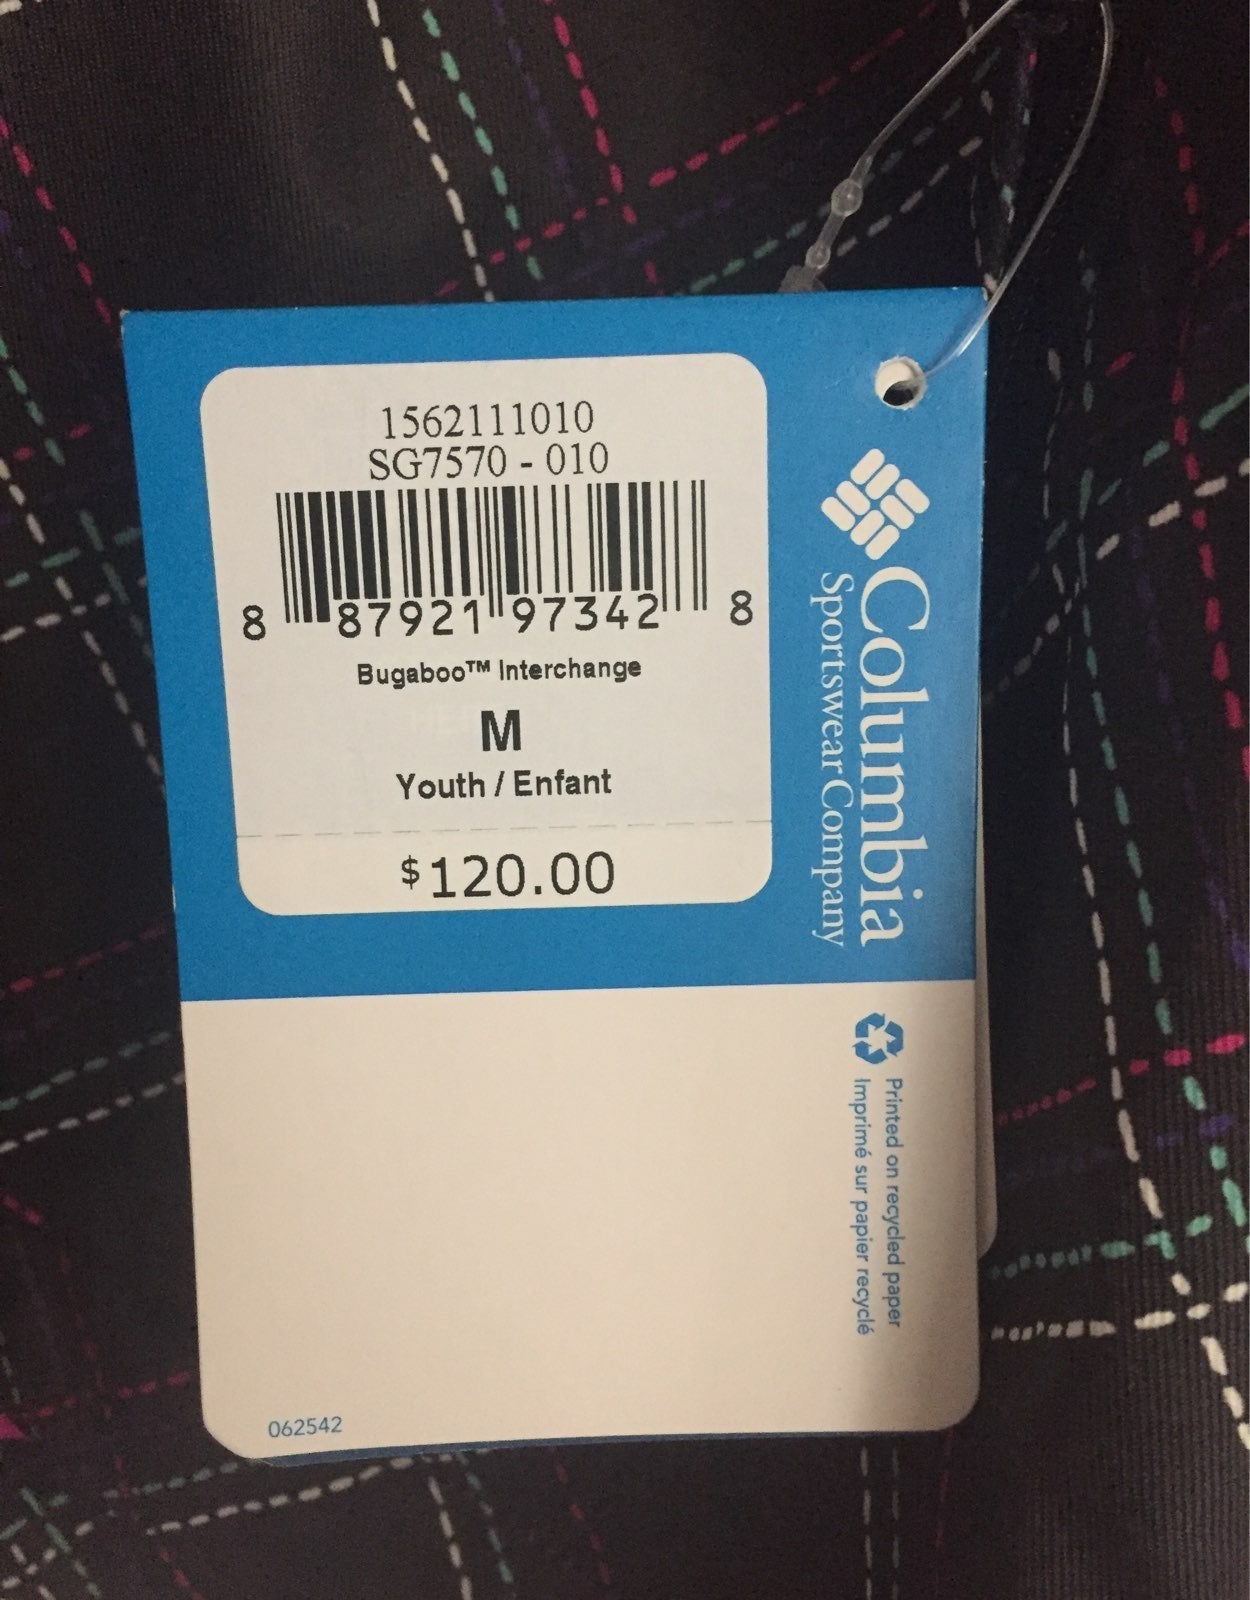 1562111010
SG7570 - 010
8 87921 97342 8
Bugaboo™ Interchange
M
Youth / Enfant
$120.00
Columbia
Sportswear Company
Printed on recycled paper
Imprimé sur papier recyclé
062542